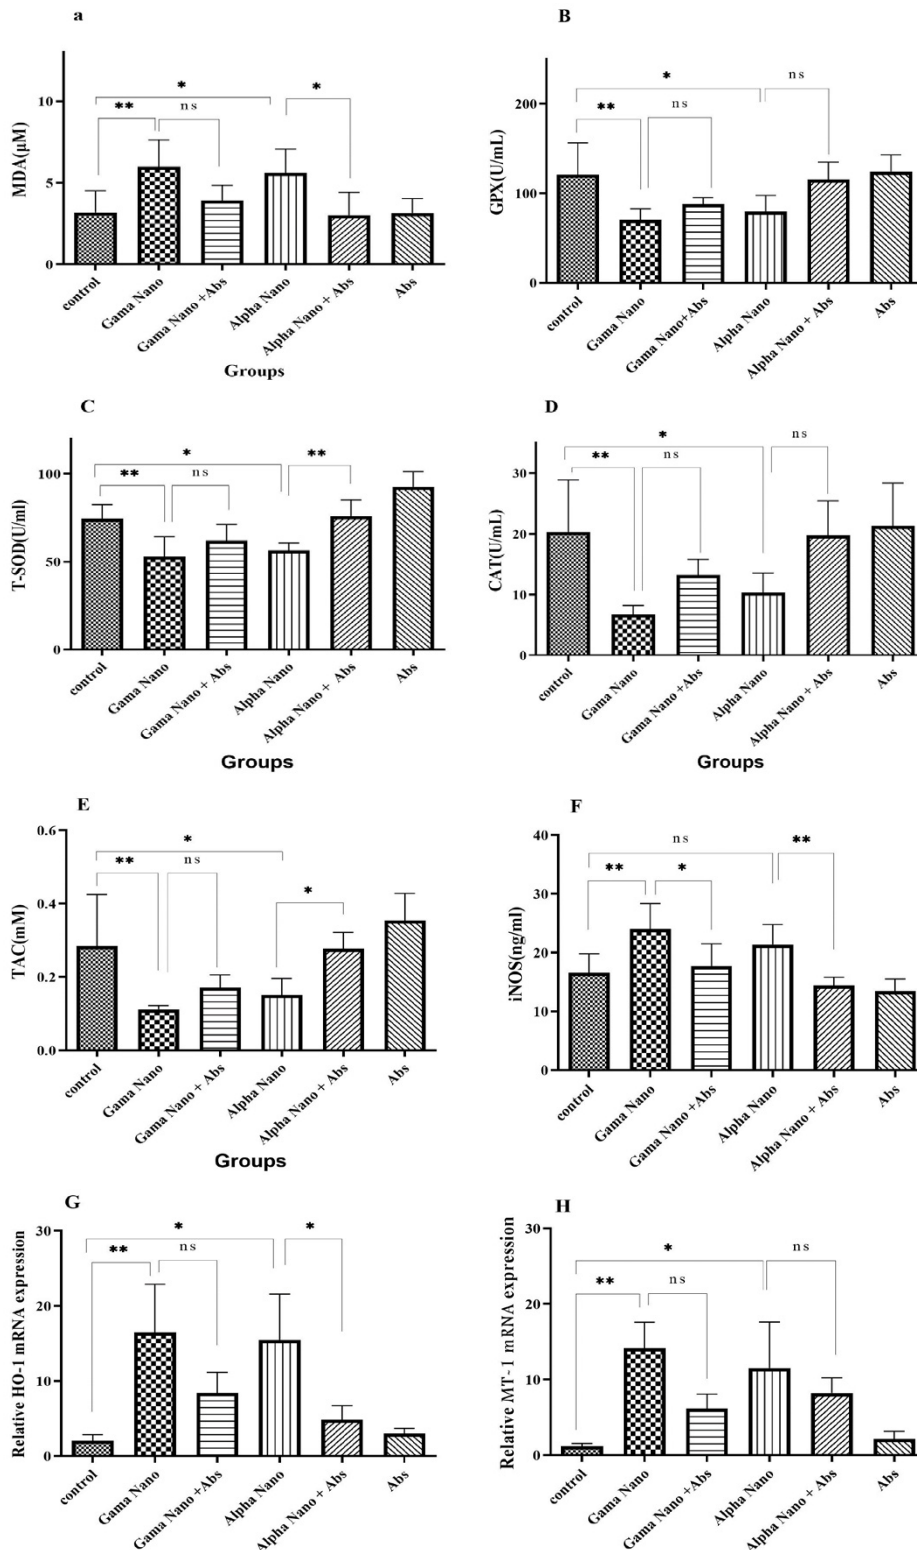 a
MDA(μM)
10
5
0
**
ns
*
*
control
Gama Nano
Gama Nano +Abs
Alpha Nano
Alpha Nano + Abs
Abs
Groups
B
GPX(U/mL)
200
100
0
**
ns
*
ns
control
Gama Nano
Gama Nano+Abs
Alpha Nano
Alpha Nano + Abs
Abs
C
T-SOD(U/ml)
100
50
0
**
ns
*
**
control
Gama Nano
Gama Nano + Abs
Alpha Nano
Alpha Nano + Abs
Abs
Groups
D
CAT(U/mL)
30
20
10
0
**
ns
*
ns
control
Gama Nano
Gama Nano +Abs
Alpha Nano
Alpha Nano + Abs
Abs
Groups
E
TAC(mM)
0.6
0.4
0.2
0.0
**
ns
*
*
control
Gama Nano
Gama Nano + Abs
Alpha Nano
Alpha Nano + Abs
Abs
Groups
F
iNOS(ng/ml)
40
30
20
10
0
ns
**
*
**
control
Gama Nano
Gama Nano+Abs
Alpha Nano
Alpha Nano + Abs
Abs
G
Relative HO-1 mRNA expression
30
20
10
0
**
ns
*
*
control
Gama Nano
Gama Nano +Abs
Alpha Nano
Alpha Nano + Abs
Abs
H
Relative MT-1 mRNA expression
30
20
10
0
**
ns
*
ns
control
Gama Nano
Gama Nano +Abs
Alpha Nano
Alpha Nano + Abs
Abs